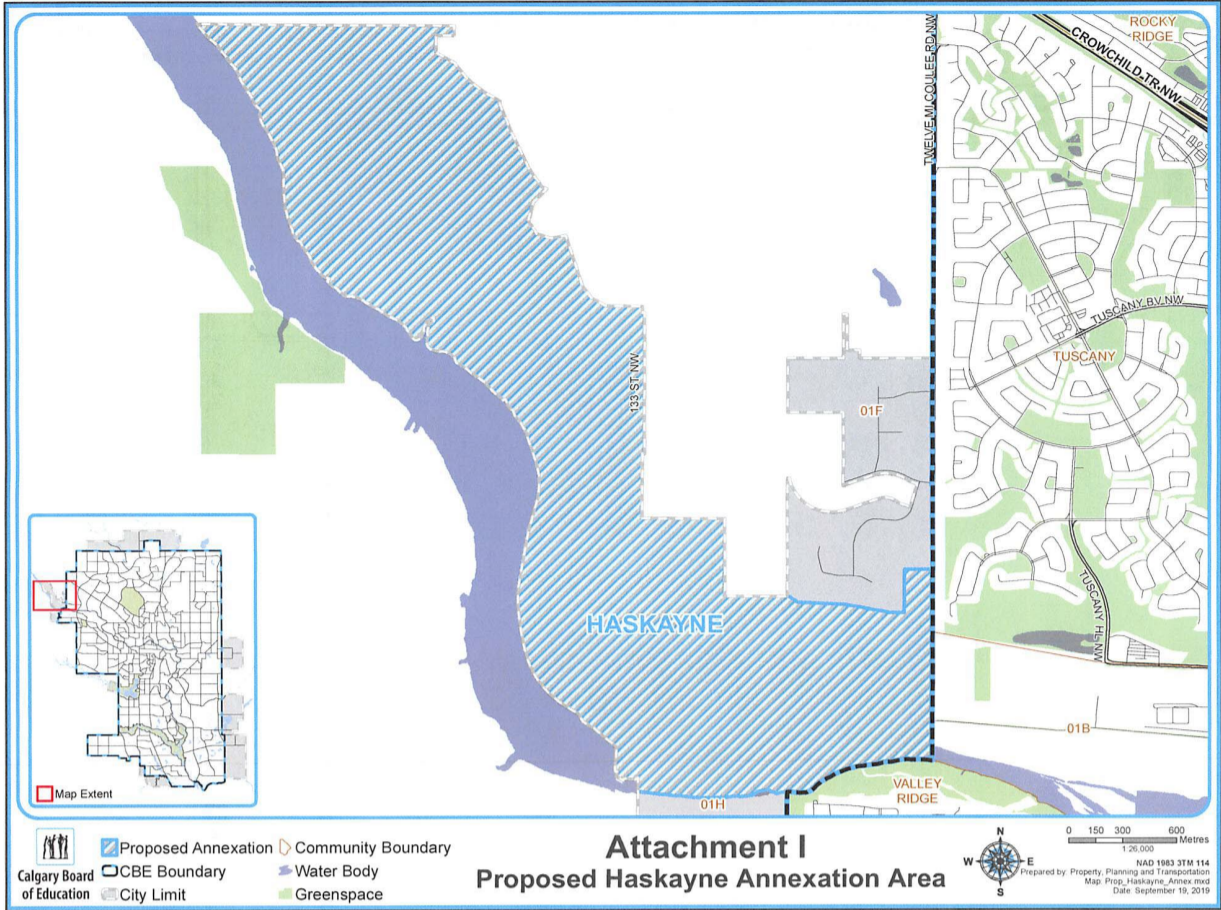 ROCKY
RIDGE
CROWCHILD TR NW
TWELVE MI COULEE RD NW
TUSCANY BV NW
TUSCANY
133 ST NW
01F
TUSCANY HL NW
HASKAYNE
01B
VALLEY
RIDGE
01H
Map Extent
Calgary Board
of Education
Proposed Annexation
CBE Boundary
City Limit
Community Boundary
Water Body
Greenspace
Attachment I
Proposed Haskayne Annexation Area
N
W
E
S
0 150 300 600
Metres
1:26,000
NAD 1983 3TM 114
Prepared by: Property, Planning and Transportation
Map: Prop_Haskayne_Annex.mxd
Date: September 19, 2019